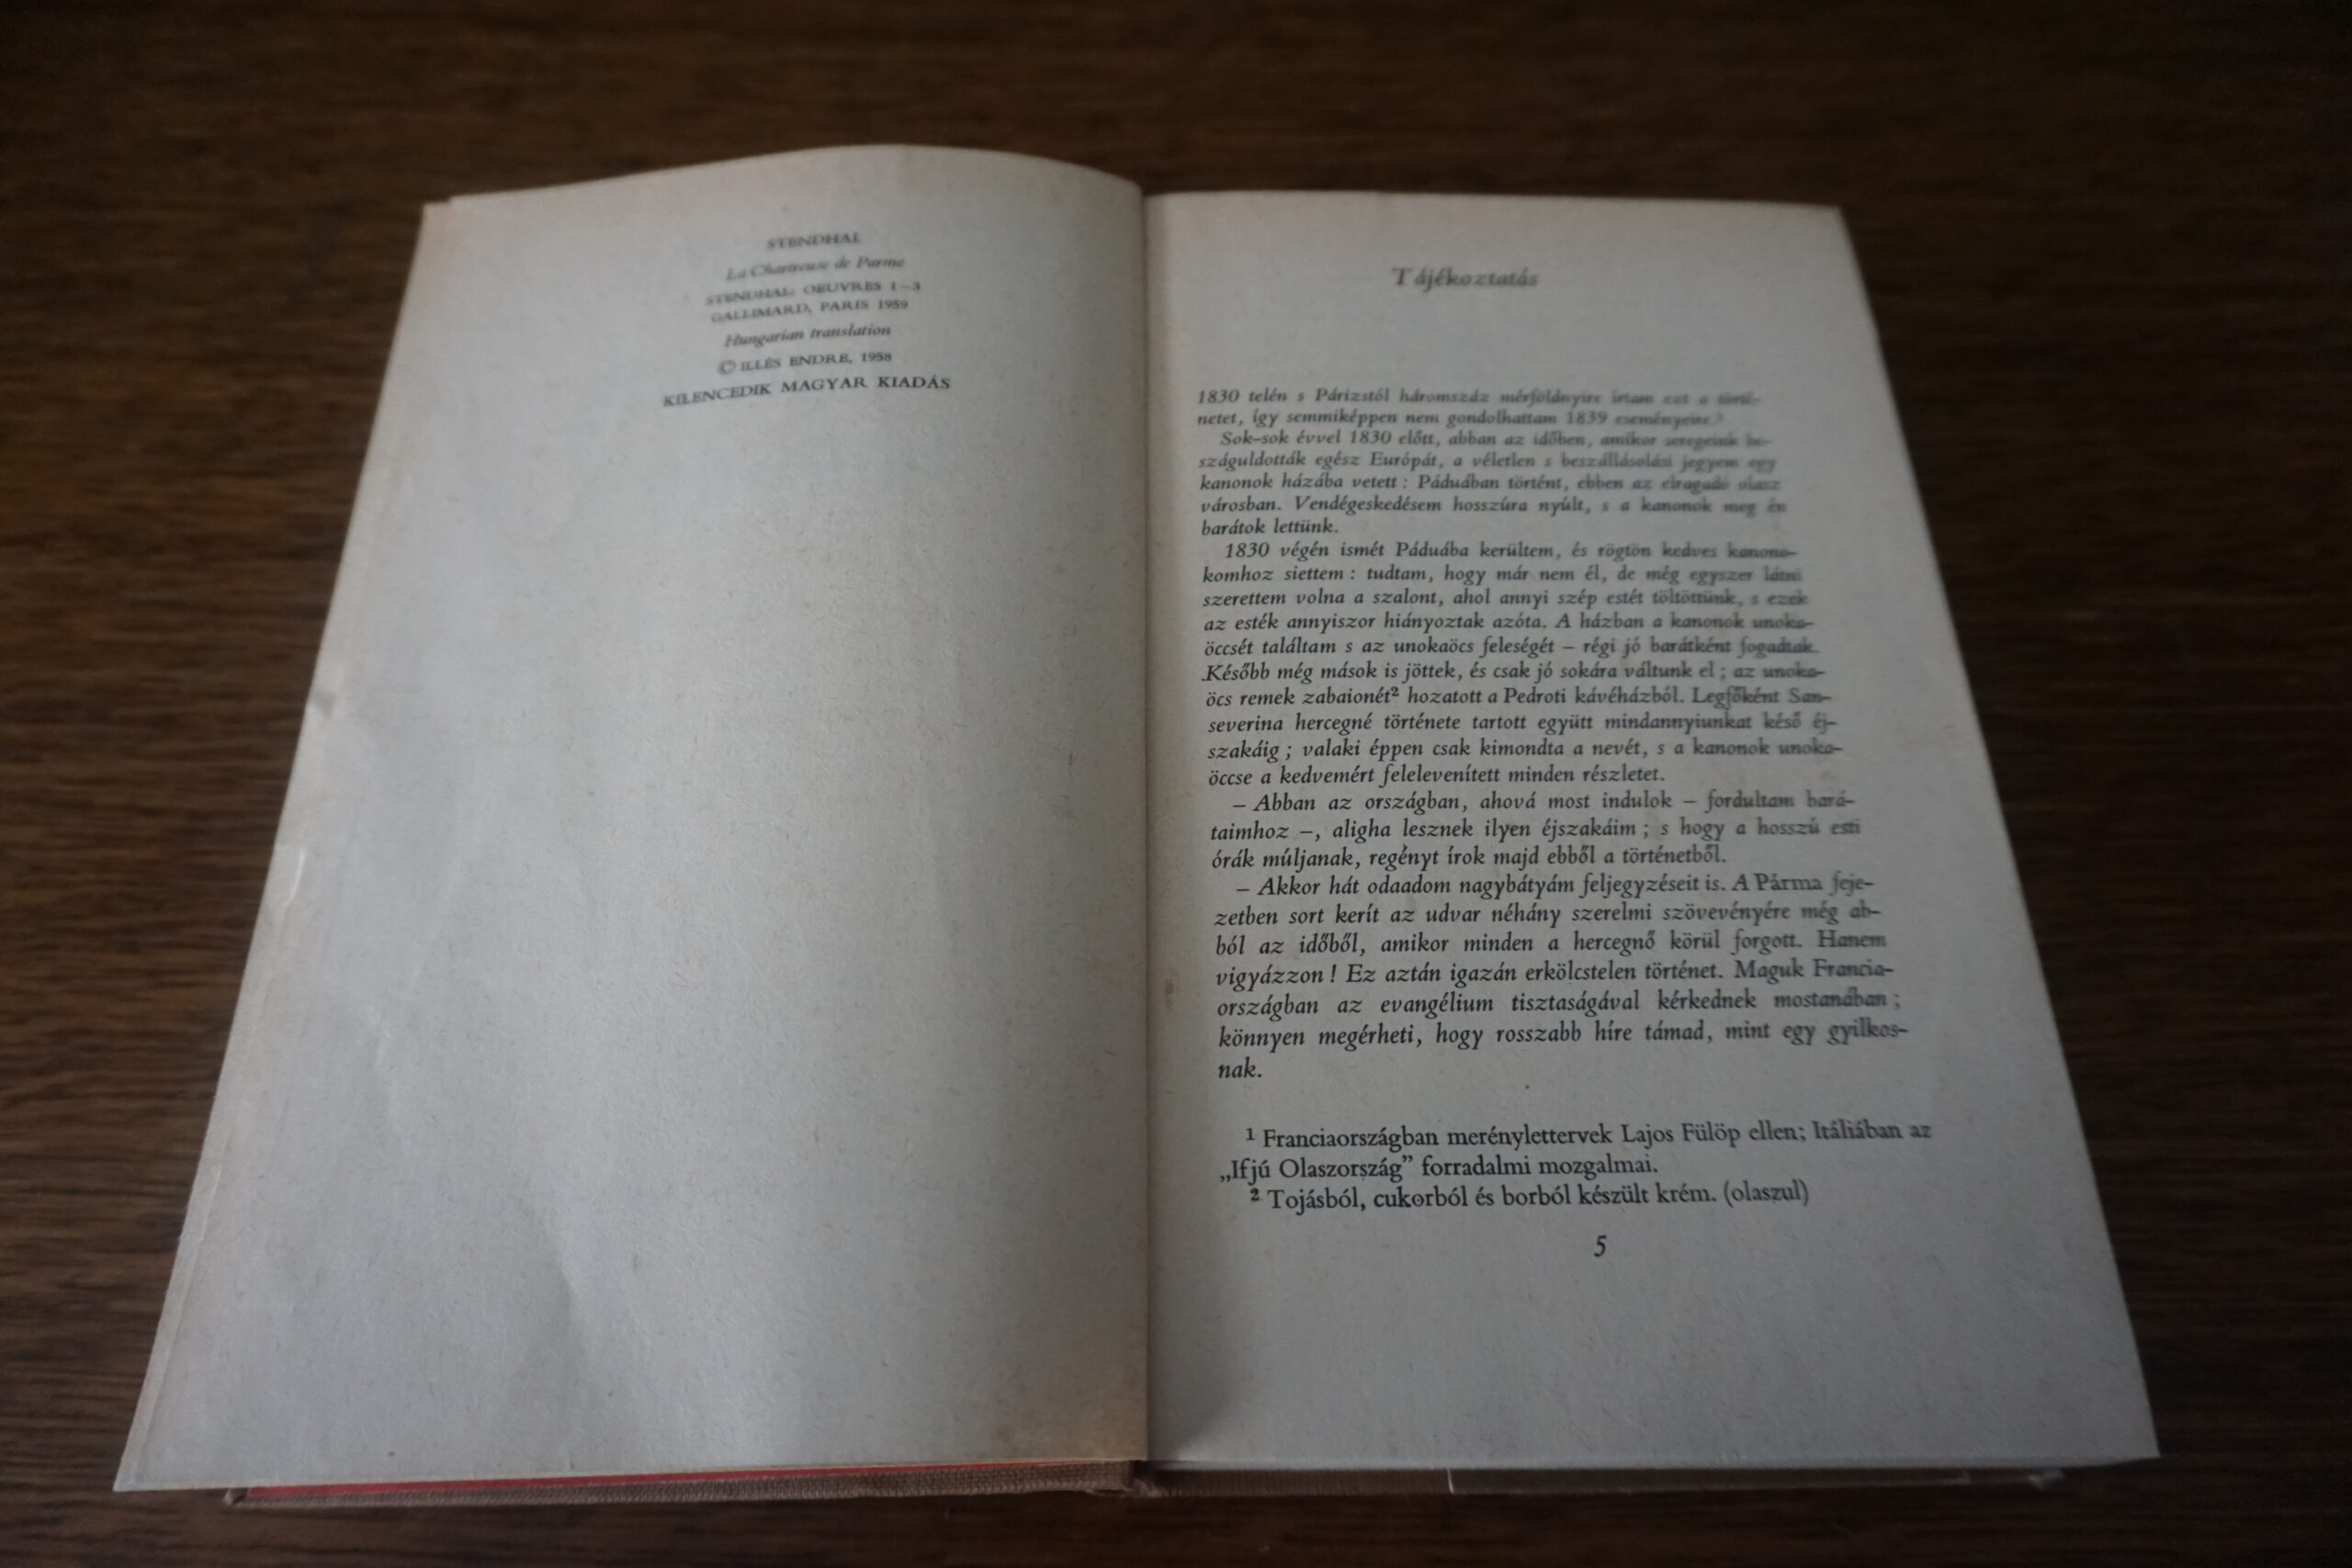 STENDHAL
La Chartreuse de Parme
STENDHAL: OEUVRES 1–3
GALLIMARD, PARIS 1959
Hungarian translation
© ILLÉS ENDRE, 1958
KILENCEDIK MAGYAR KIADÁS
Tájékoztatás
1830 telén s Párizstól háromszáz mérföldnyire írtam ezt a törté-
netet, így semmiképpen nem gondolhattam 1839 eseményeire.¹
Sok-sok évvel 1830 előtt, abban az időben, amikor seregeink be-
száguldották egész Európát, a véletlen s beszállásolási jegyem egy
kanonok házába vetett : Páduában történt, ebben az elragadó olasz
városban. Vendégeskedésem hosszúra nyúlt, s a kanonok meg én
barátok lettünk.
1830 végén ismét Páduába kerültem, és rögtön kedves kanono-
komhoz siettem : tudtam, hogy már nem él, de még egyszer látni
szerettem volna a szalont, ahol annyi szép estét töltöttünk, s ezek
az esték annyiszor hiányoztak azóta. A házban a kanonok unoka-
öccsét találtam s az unokaöcs feleségét – régi jó barátként fogadtak.
Később még mások is jöttek, és csak jó sokára váltunk el ; az unoka-
öcs remek zabaionét² hozatott a Pedroti kávéházból. Legfőként San-
severina hercegné története tartott együtt mindannyiunkat késő éj-
szakáig ; valaki éppen csak kimondta a nevét, s a kanonok unoka-
öccse a kedvemért felelevenített minden részletet.
– Abban az országban, ahová most indulok – fordultam bará-
taimhoz –, aligha lesznek ilyen éjszakáim ; s hogy a hosszú esti
órák múljanak, regényt írok majd ebből a történetből.
– Akkor hát odaadom nagybátyám feljegyzéseit is. A Párma feje-
zetben sort kerít az udvar néhány szerelmi szövevényére még ab-
ból az időből, amikor minden a hercegnő körül forgott. Hanem
vigyázzon ! Ez aztán igazán erkölcstelen történet. Maguk Francia-
országban az evangélium tisztaságával kérkednek mostanában ;
könnyen megérheti, hogy rosszabb híre támad, mint egy gyilkos-
nak.
¹ Franciaországban merénylettervek Lajos Fülöp ellen; Itáliában az
„Ifjú Olaszország” forradalmi mozgalmai.
² Tojásból, cukorból és borból készült krém. (olaszul)
5